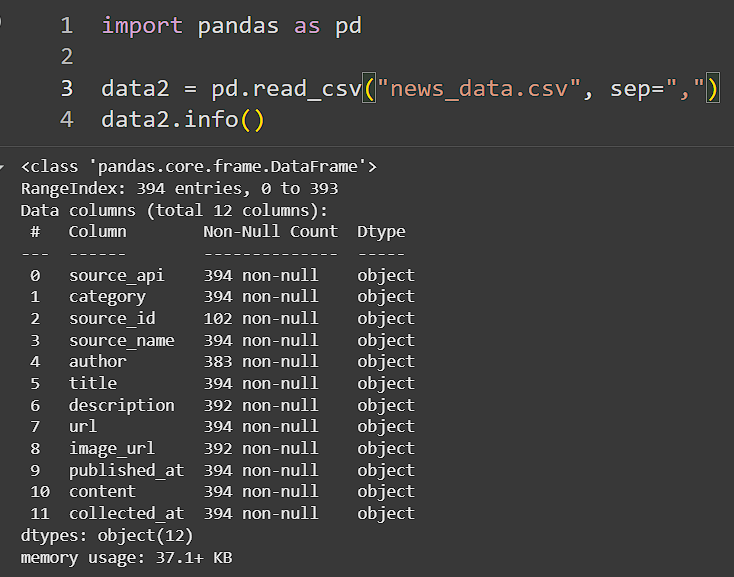 1 import pandas as pd
2
3 data2 = pd.read_csv("news_data.csv", sep=",")
4 data2.info()
<class 'pandas.core.frame.DataFrame'>
RangeIndex: 394 entries, 0 to 393
Data columns (total 12 columns):
 #   Column        Non-Null Count  Dtype
---  ------        --------------  -----
 0   source_api    394 non-null    object
 1   category      394 non-null    object
 2   source_id     102 non-null    object
 3   source_name   394 non-null    object
 4   author        383 non-null    object
 5   title         394 non-null    object
 6   description   392 non-null    object
 7   url           394 non-null    object
 8   image_url     392 non-null    object
 9   published_at  394 non-null    object
 10  content       394 non-null    object
 11  collected_at  394 non-null    object
dtypes: object(12)
memory usage: 37.1+ KB